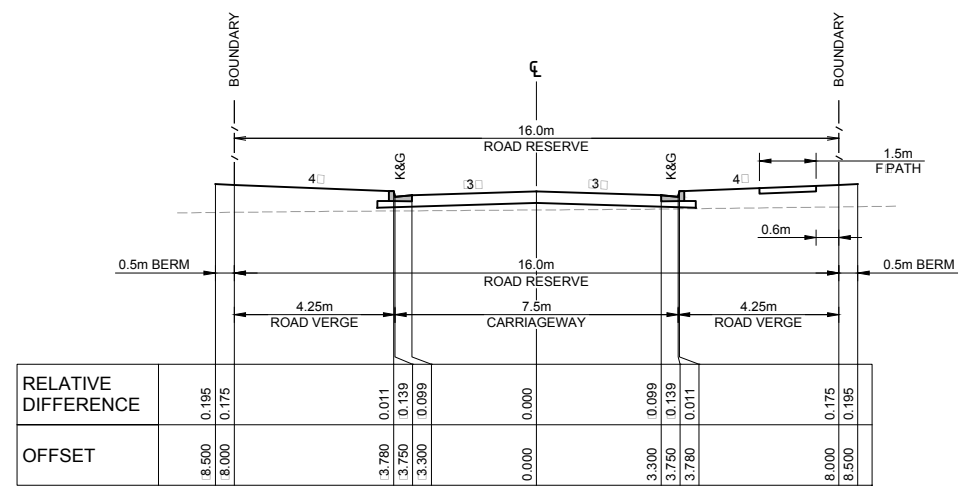 BOUNDARY
℄
BOUNDARY
16.0m
ROAD RESERVE
K&G
K&G
1.5m
F□PATH
4□
□3□
□3□
4□
0.6m
0.5m BERM
16.0m
ROAD RESERVE
0.5m BERM
4.25m
ROAD VERGE
7.5m
CARRIAGEWAY
4.25m
ROAD VERGE
RELATIVE
DIFFERENCE
0.195
0.175
0.011
□0.139
□0.099
0.000
□0.099
□0.139
0.011
0.175
0.195
OFFSET
□8.500
□8.000
□3.780
□3.750
□3.300
0.000
3.300
3.750
3.780
8.000
8.500